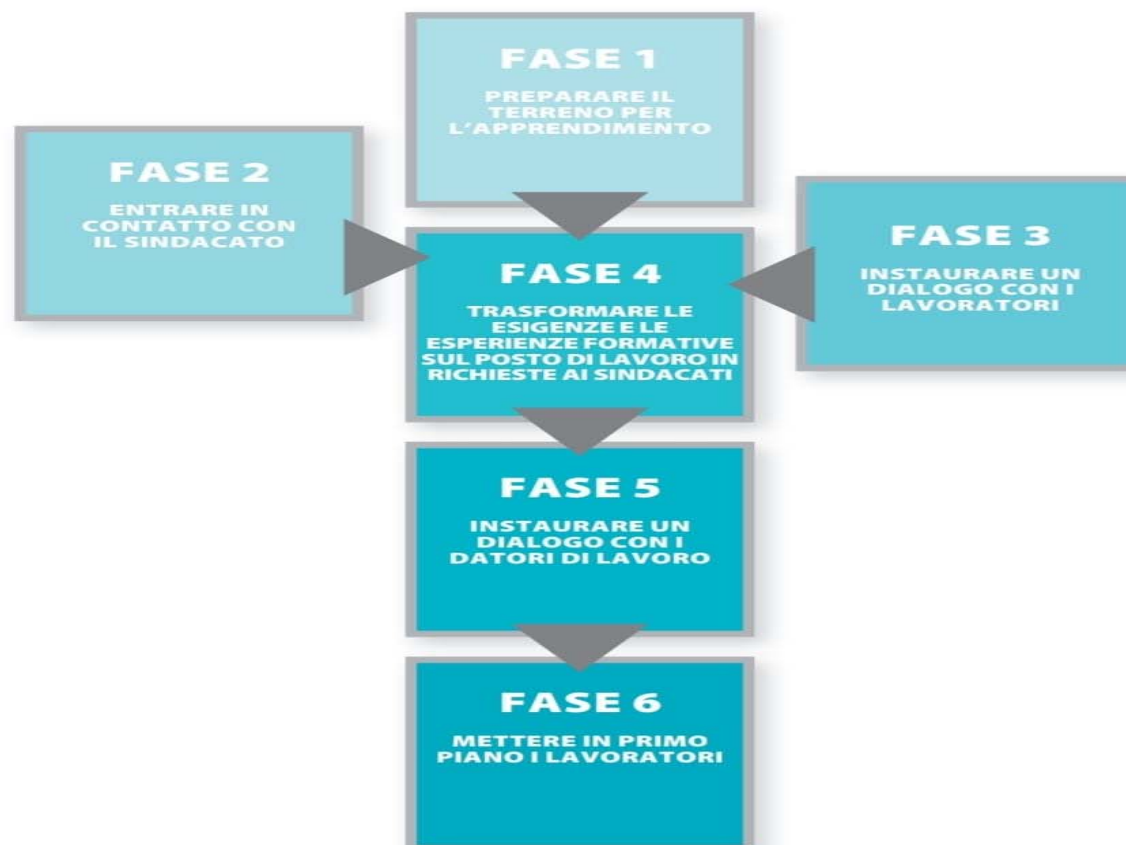 FASE 1
PREPARARE IL
TERRENO PER
L'APPRENDIMENTO
FASE 2
ENTRARE IN
CONTATTO CON
IL SINDACATO
FASE 3
INSTAURARE UN
DIALOGO CON I
LAVORATORI
FASE 4
TRASFORMARE LE
ESIGENZE E LE
ESPERIENZE FORMATIVE
SUL POSTO DI LAVORO IN
RICHIESTE AI SINDACATI
FASE 5
INSTAURARE UN
DIALOGO CON I
DATORI DI LAVORO
FASE 6
METTERE IN PRIMO
PIANO I LAVORATORI